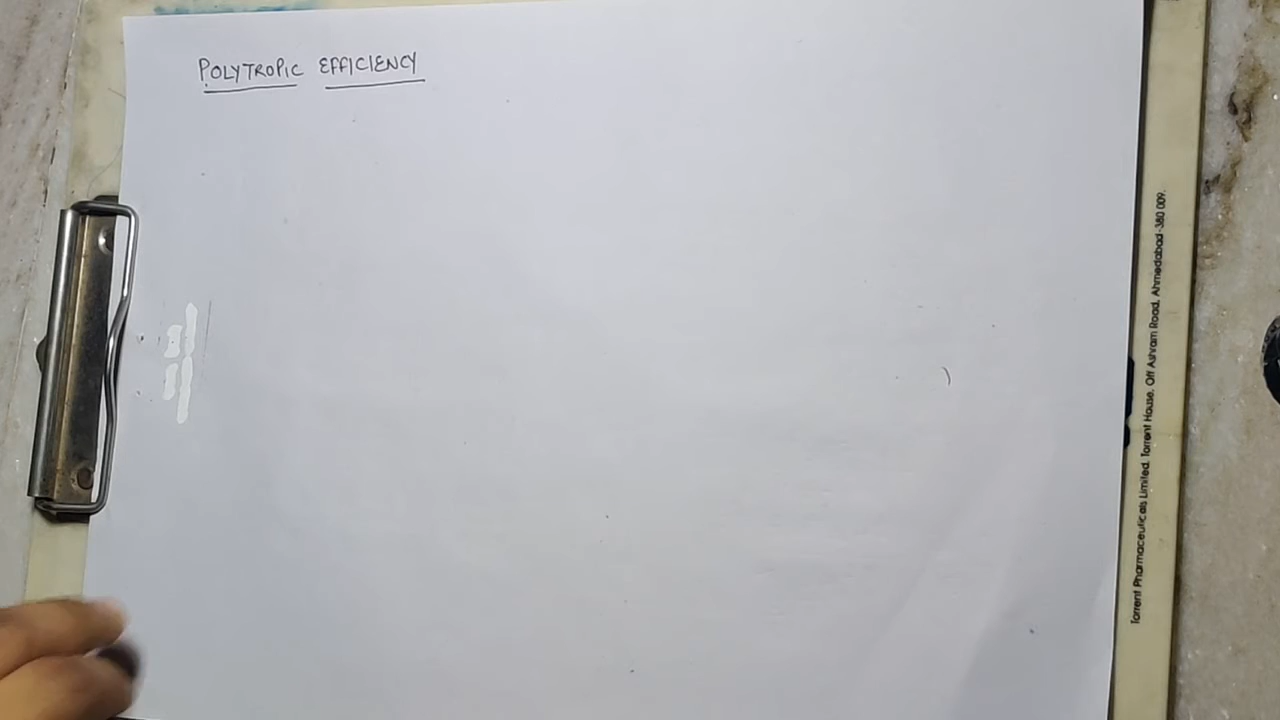 POLYTROPIC EFFICIENCY
Torrent Pharmaceuticals Limited. Torrent House, Off Ashram Road, Ahmedabad-380 009.